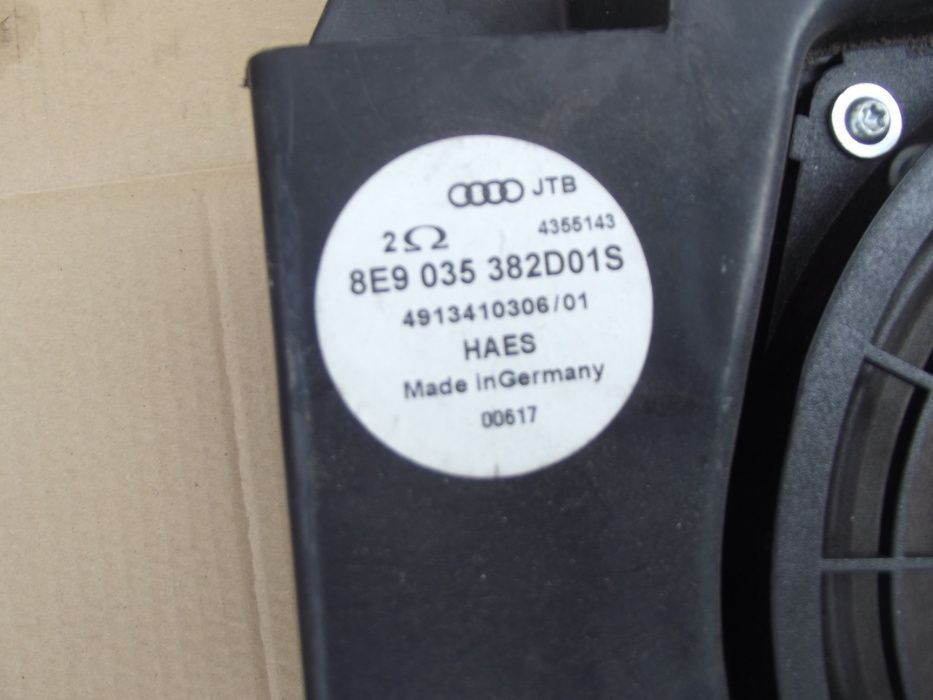 JTB
4355143
2Ω
8E9 035 382D01S
4913410306/01
HAES
Made inGermany
00617